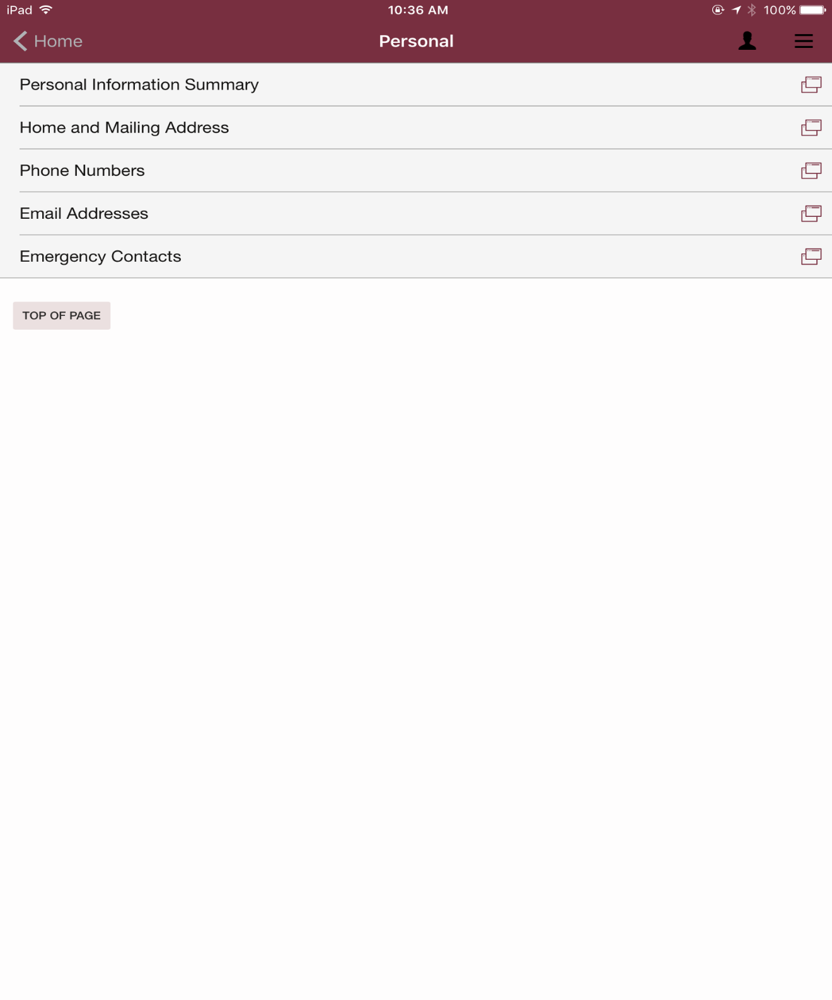 iPad
10:36 AM
100%
Home
Personal
Personal Information Summary
Home and Mailing Address
Phone Numbers
Email Addresses
Emergency Contacts
TOP OF PAGE